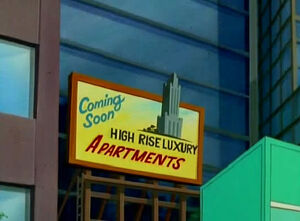 Coming
Soon
HIGH RISE LUXURY
APARTMENTS